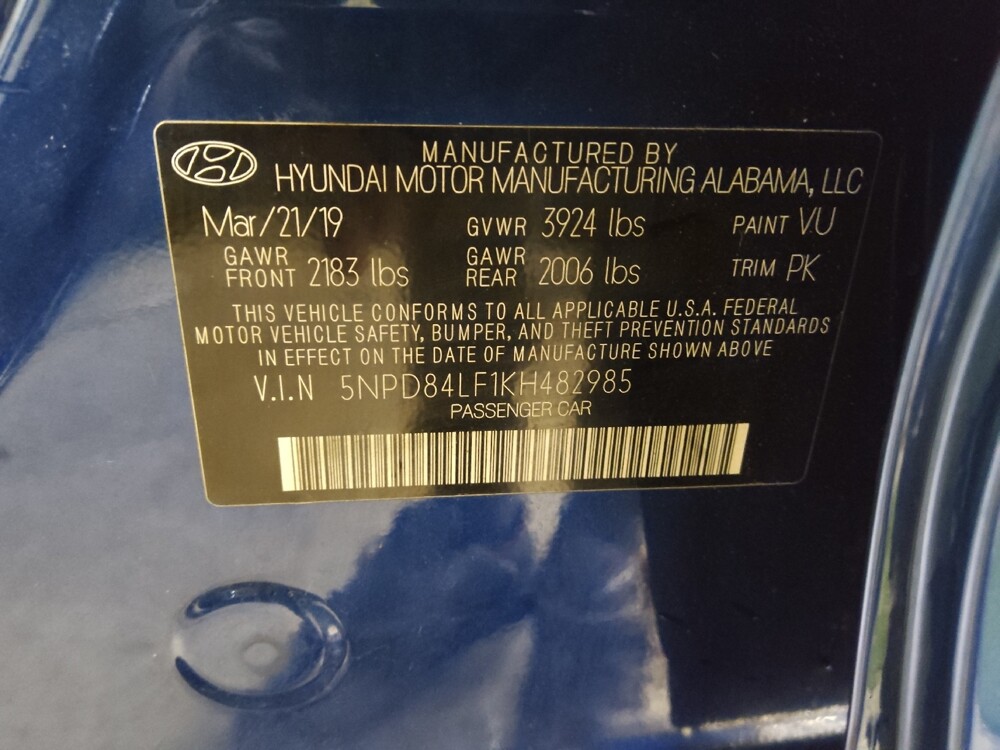 MANUFACTURED BY
HYUNDAI MOTOR MANUFACTURING ALABAMA, LLC
Mar/21/19 GVWR 3924 lbs PAINT V.U
GAWR FRONT 2183 lbs GAWR REAR 2006 lbs TRIM PK
THIS VEHICLE CONFORMS TO ALL APPLICABLE U.S.A. FEDERAL
MOTOR VEHICLE SAFETY, BUMPER, AND THEFT PREVENTION STANDARDS
IN EFFECT ON THE DATE OF MANUFACTURE SHOWN ABOVE
V.I.N 5NPD84LF1KH482985
PASSENGER CAR